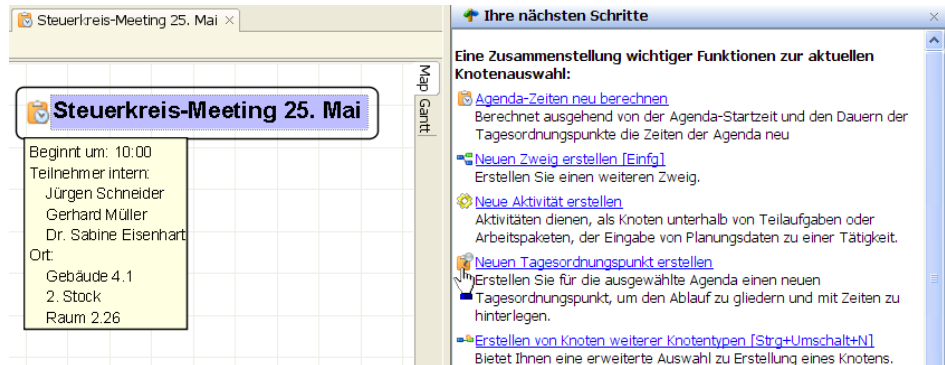 Steuerkreis-Meeting 25. Mai
Map
Gantt
Steuerkreis-Meeting 25. Mai
Beginnt um: 10:00
Teilnehmer intern:
Jürgen Schneider
Gerhard Müller
Dr. Sabine Eisenhart
Ort:
Gebäude 4.1
2. Stock
Raum 2.26
Ihre nächsten Schritte
Eine Zusammenstellung wichtiger Funktionen zur aktuellen
Knotenauswahl:
Agenda-Zeiten neu berechnen
Berechnet ausgehend von der Agenda-Startzeit und den Dauern der
Tagesordnungspunkte die Zeiten der Agenda neu
Neuen Zweig erstellen [Einfg]
Erstellen Sie einen weiteren Zweig.
Neue Aktivität erstellen
Aktivitäten dienen, als Knoten unterhalb von Teilaufgaben oder
Arbeitspaketen, der Eingabe von Planungsdaten zu einer Tätigkeit.
Neuen Tagesordnungspunkt erstellen
Erstellen Sie für die ausgewählte Agenda einen neuen
Tagesordnungspunkt, um den Ablauf zu gliedern und mit Zeiten zu
hinterlegen.
Erstellen von Knoten weiterer Knotentypen [Strg+Umschalt+N]
Bietet Ihnen eine erweiterte Auswahl zu Erstellung eines Knotens.